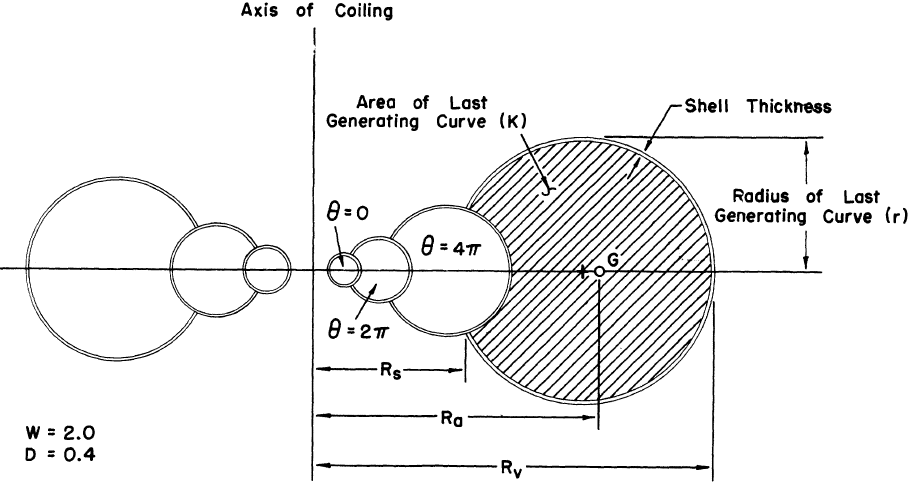 Axis of Coiling
Area of Last
Generating Curve (K)
Shell Thickness
Radius of Last
Generating Curve (r)
θ=0
θ=4π
G
θ=2π
Rs
Ra
W = 2.0
D = 0.4
Rv